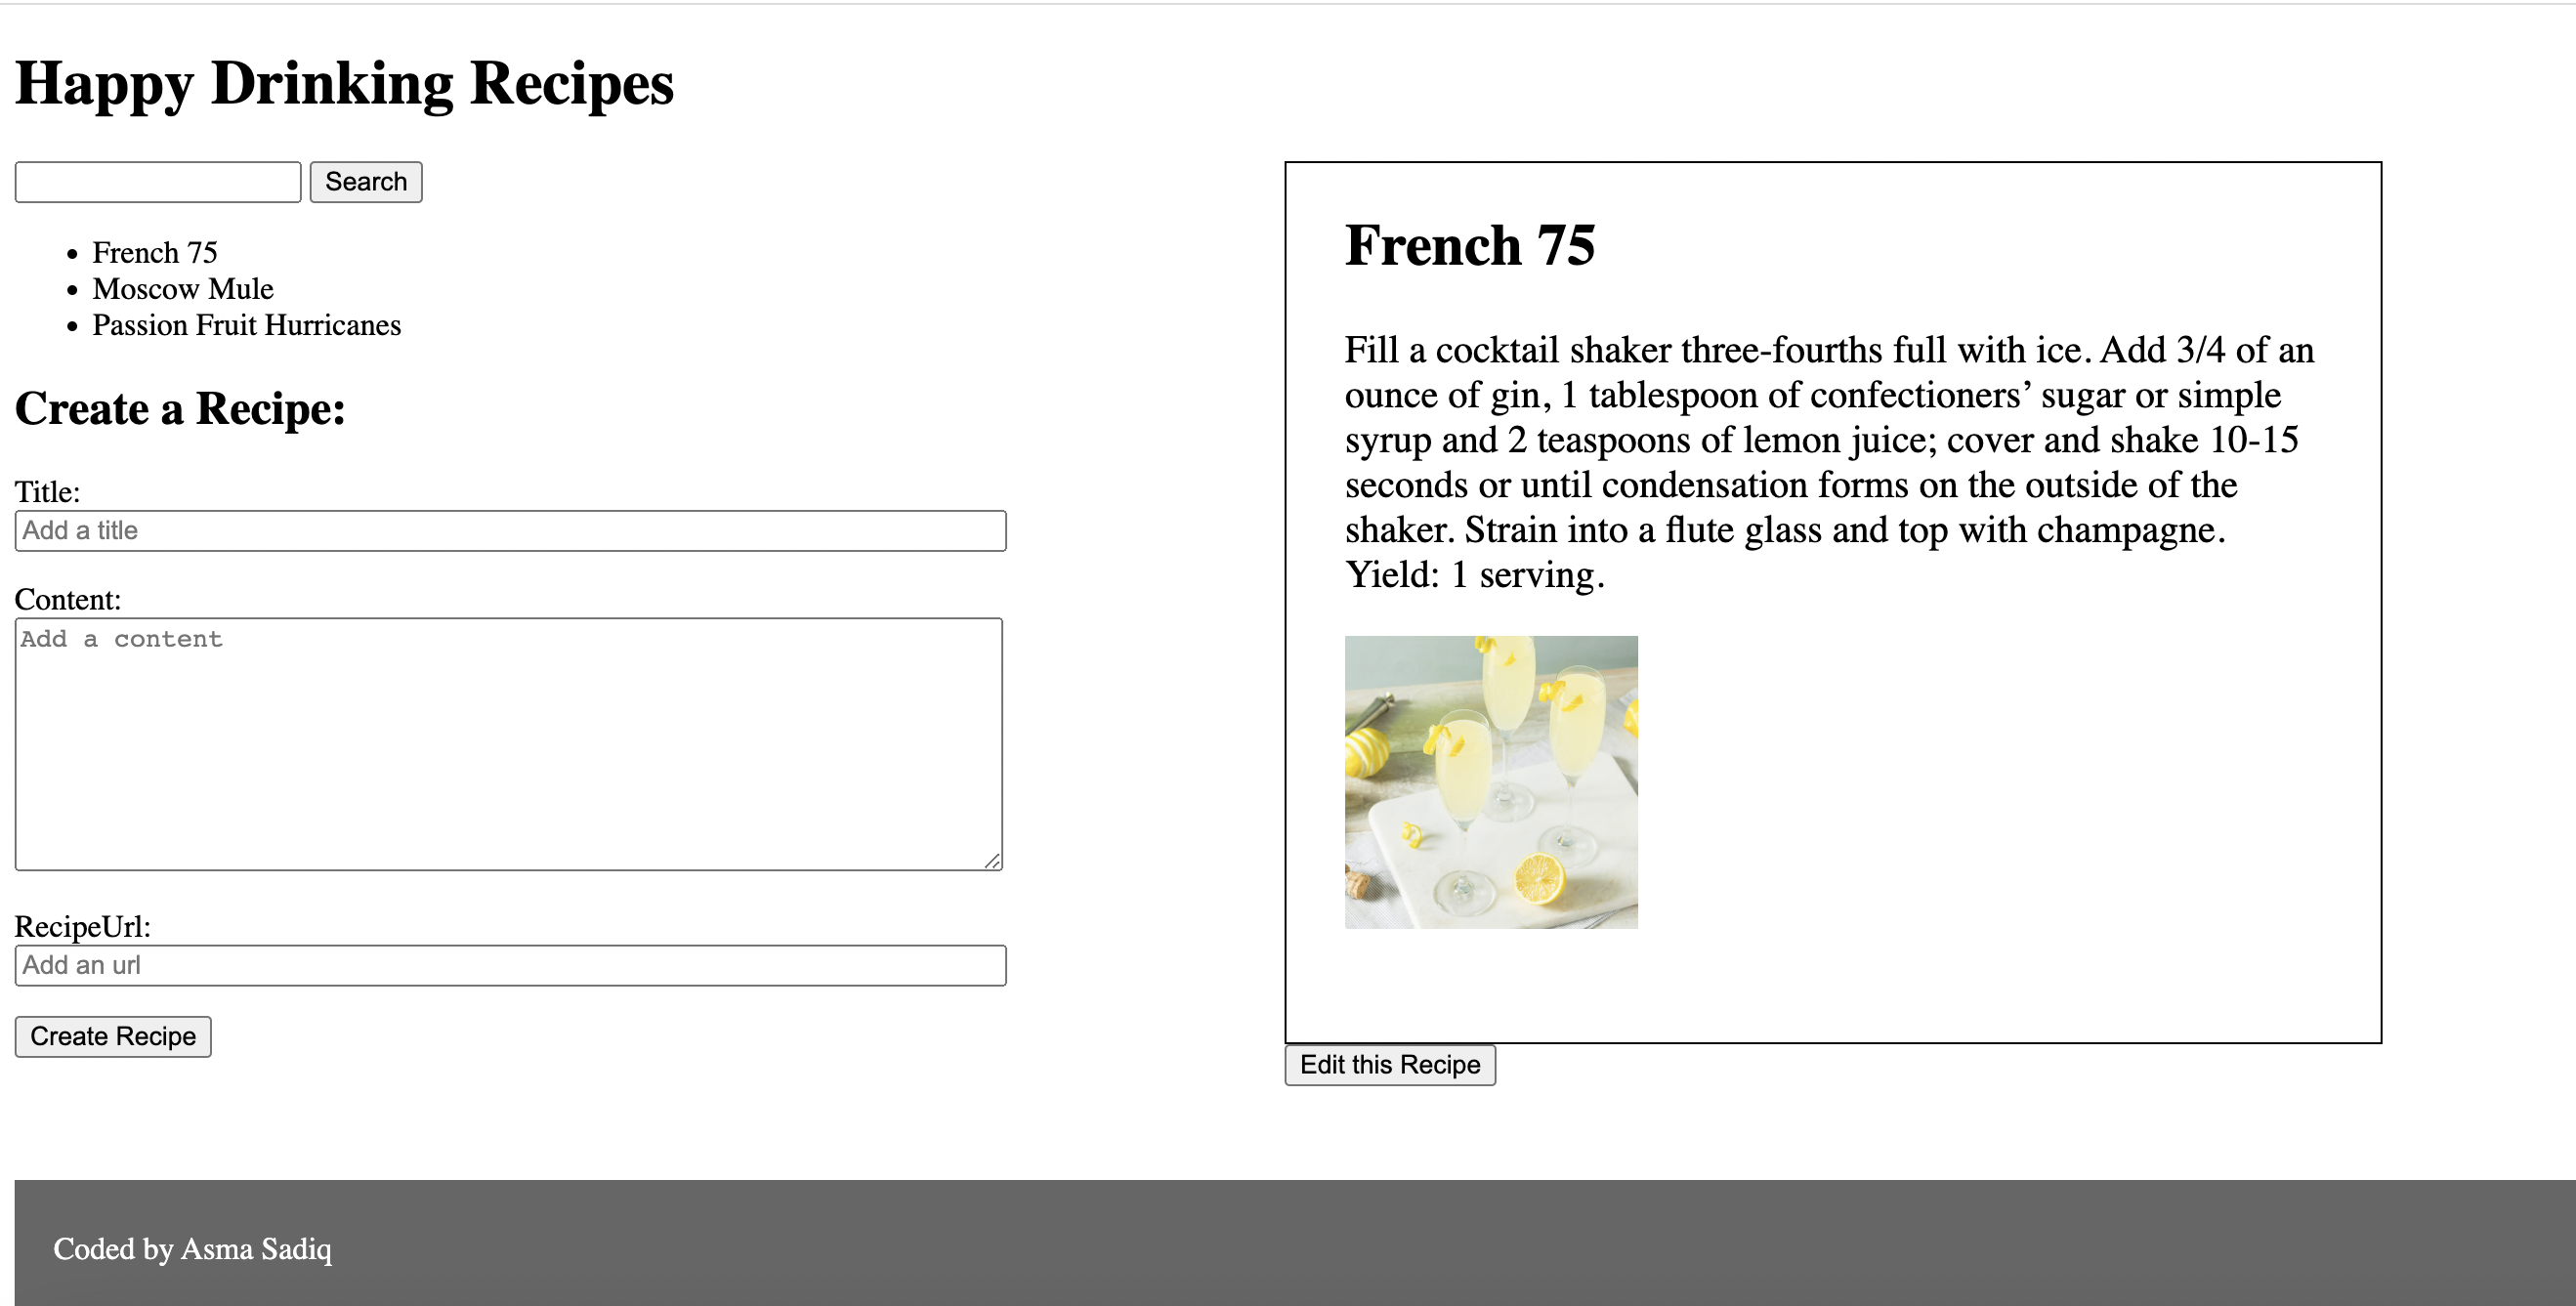 Happy Drinking Recipes
Search
French 75
Moscow Mule
Passion Fruit Hurricanes
Create a Recipe:
Title:
Add a title
Content:
Add a content
RecipeUrl:
Add an url
Create Recipe
French 75
Fill a cocktail shaker three-fourths full with ice. Add 3/4 of an
ounce of gin, 1 tablespoon of confectioners’ sugar or simple
syrup and 2 teaspoons of lemon juice; cover and shake 10-15
seconds or until condensation forms on the outside of the
shaker. Strain into a flute glass and top with champagne.
Yield: 1 serving.
Edit this Recipe
Coded by Asma Sadiq